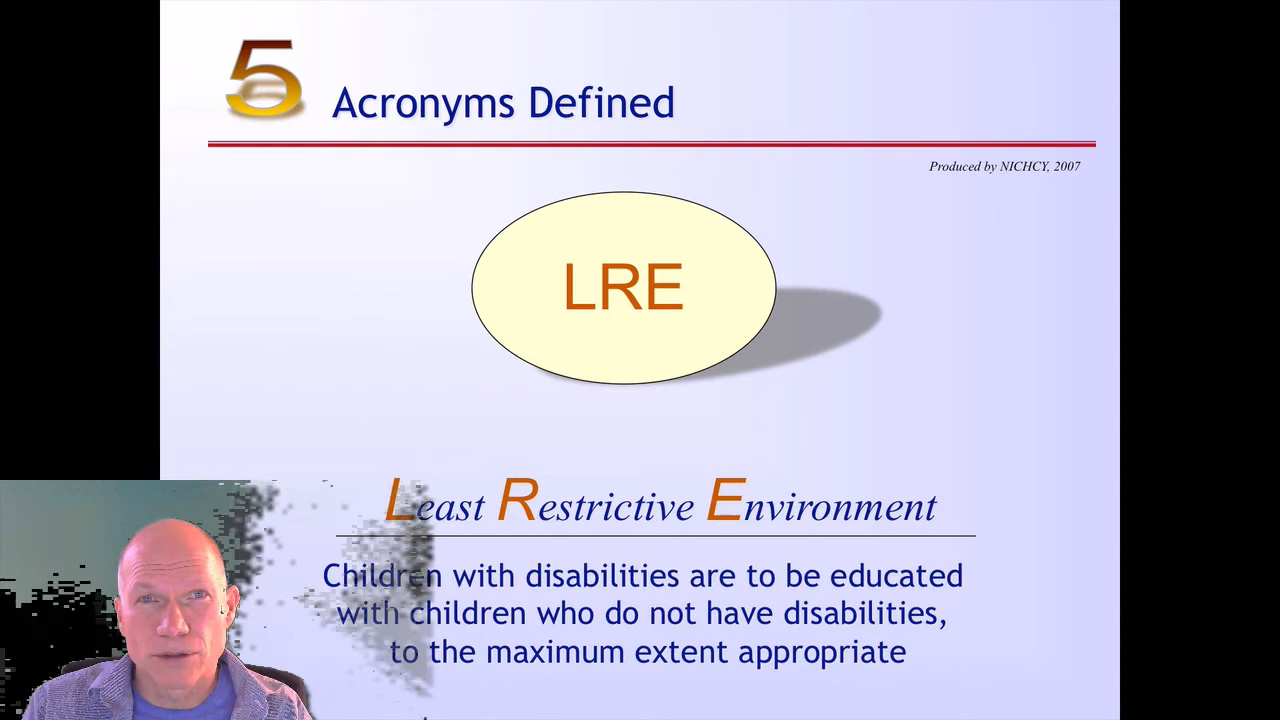 5 Acronyms Defined
Produced by NICHCY, 2007
LRE
Least Restrictive Environment
Children with disabilities are to be educated
with children who do not have disabilities,
to the maximum extent appropriate